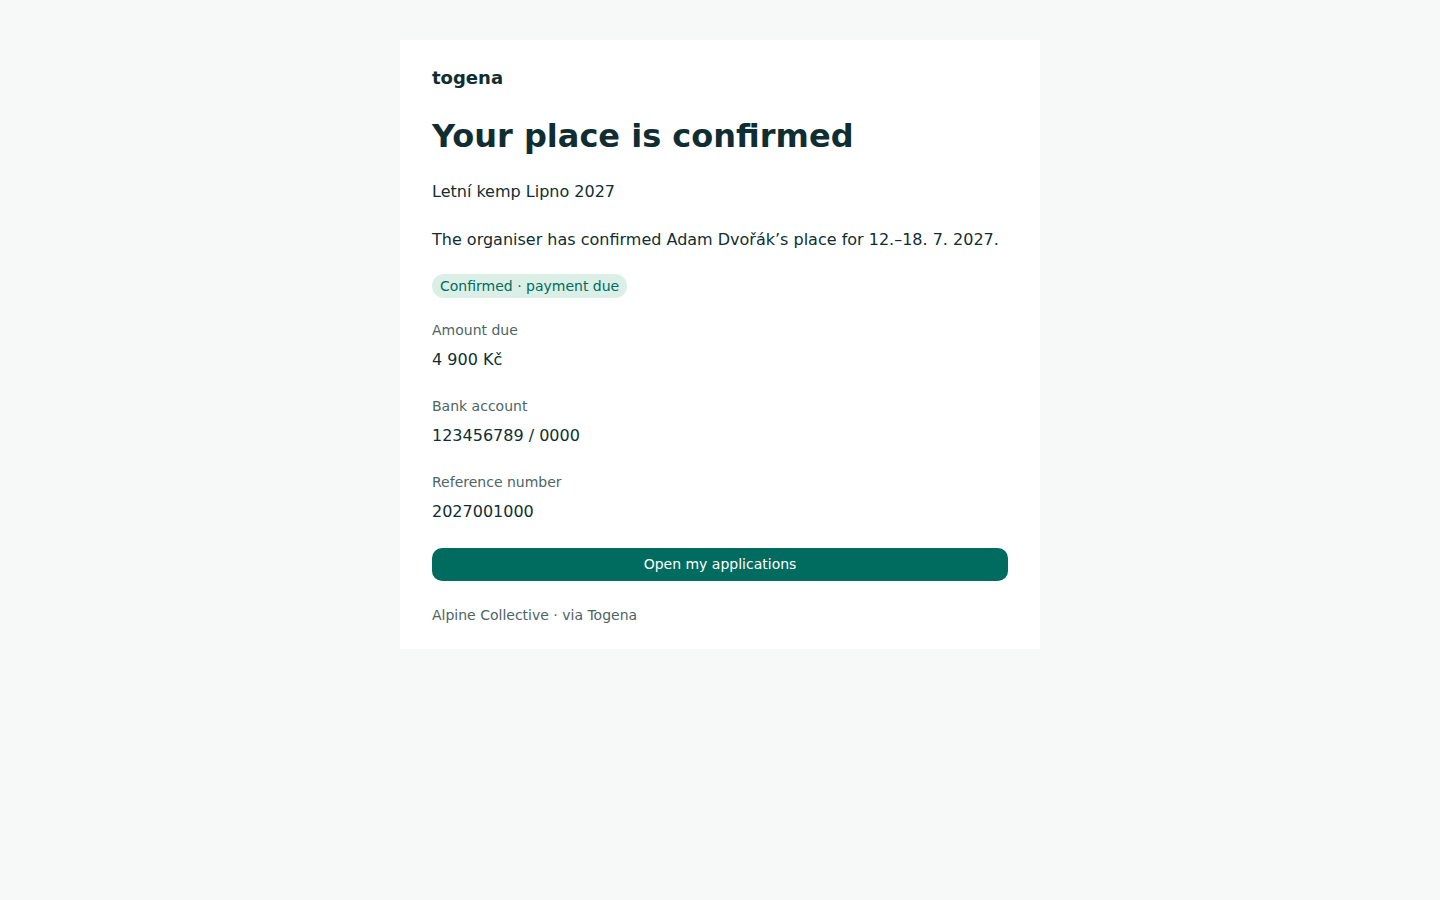 togena
Your place is confirmed
Letní kemp Lipno 2027
The organiser has confirmed Adam Dvořák’s place for 12.–18. 7. 2027.
Confirmed · payment due
Amount due
4 900 Kč
Bank account
123456789 / 0000
Reference number
2027001000
Open my applications
Alpine Collective · via Togena